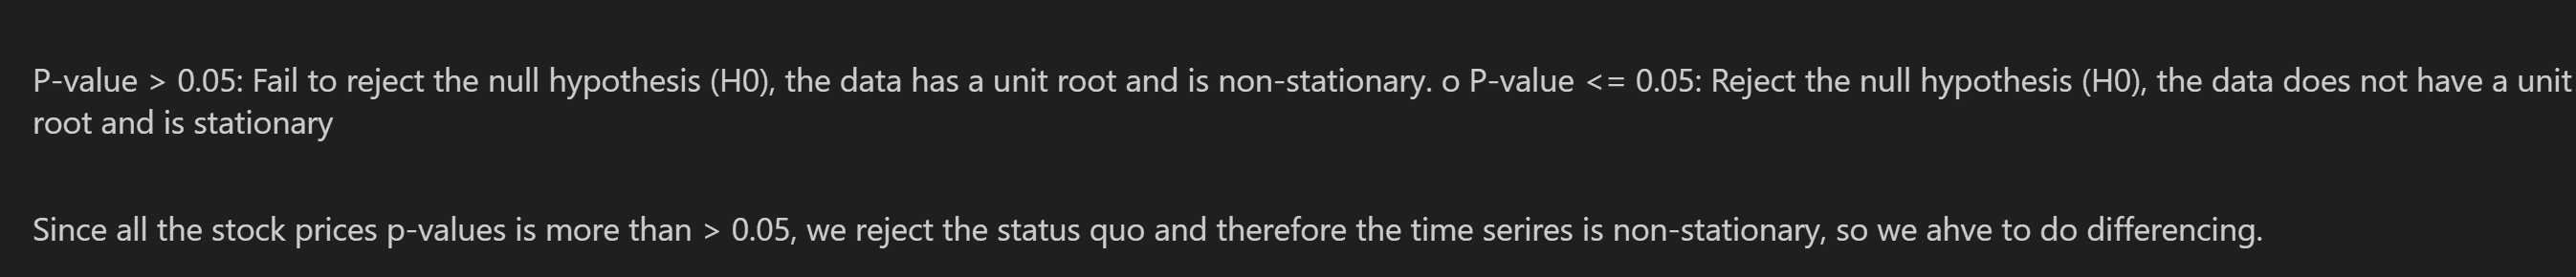 P-value > 0.05: Fail to reject the null hypothesis (H0), the data has a unit root and is non-stationary. o P-value <= 0.05: Reject the null hypothesis (H0), the data does not have a unit
root and is stationary
Since all the stock prices p-values is more than > 0.05, we reject the status quo and therefore the time serires is non-stationary, so we ahve to do differencing.